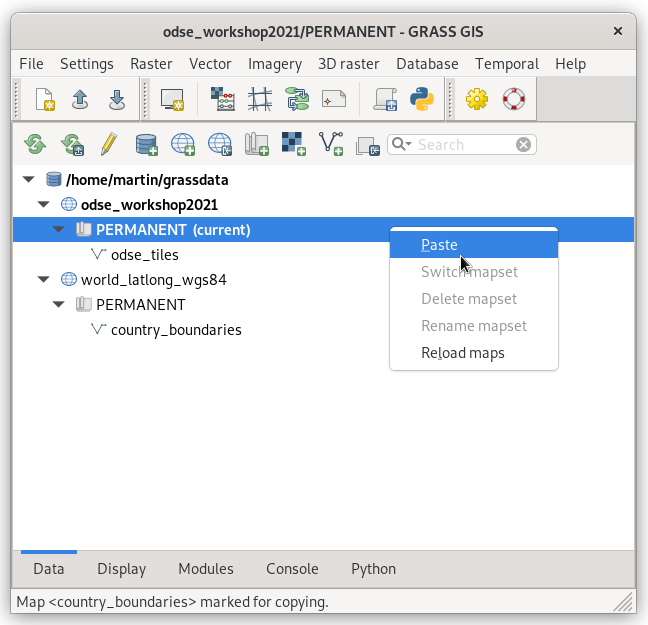 odse_workshop2021/PERMANENT - GRASS GIS
File Settings Raster Vector Imagery 3D raster Database Temporal Help
Search
/home/martin/grassdata
odse_workshop2021
PERMANENT (current)
Paste
odse_tiles
Switch mapset
world_latlong_wgs84
Delete mapset
PERMANENT
Rename mapset
country_boundaries
Reload maps
Data Display Modules Console Python
Map <country_boundaries> marked for copying.